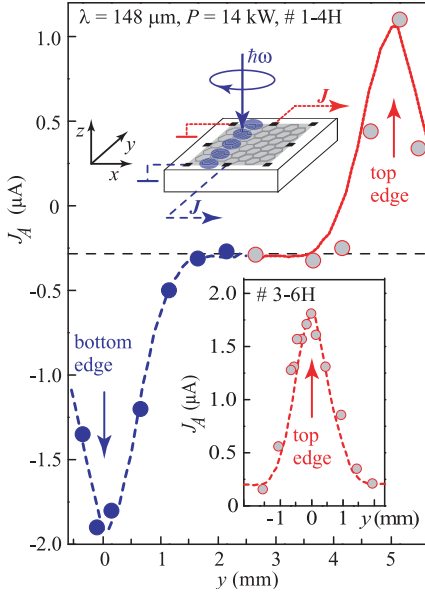 λ = 148 μm, P = 14 kW, # 1-4H
1.0
0.5
0
-0.5
-1.0
-1.5
-2.0
J_A (μA)
ħω
J
z
y
x
J
top
edge
bottom
edge
# 3-6H
2.0
1.5
1.0
0.5
0
J_A (μA)
top
edge
-1 0 1 y (mm)
0 1 2 3 4 5
y (mm)